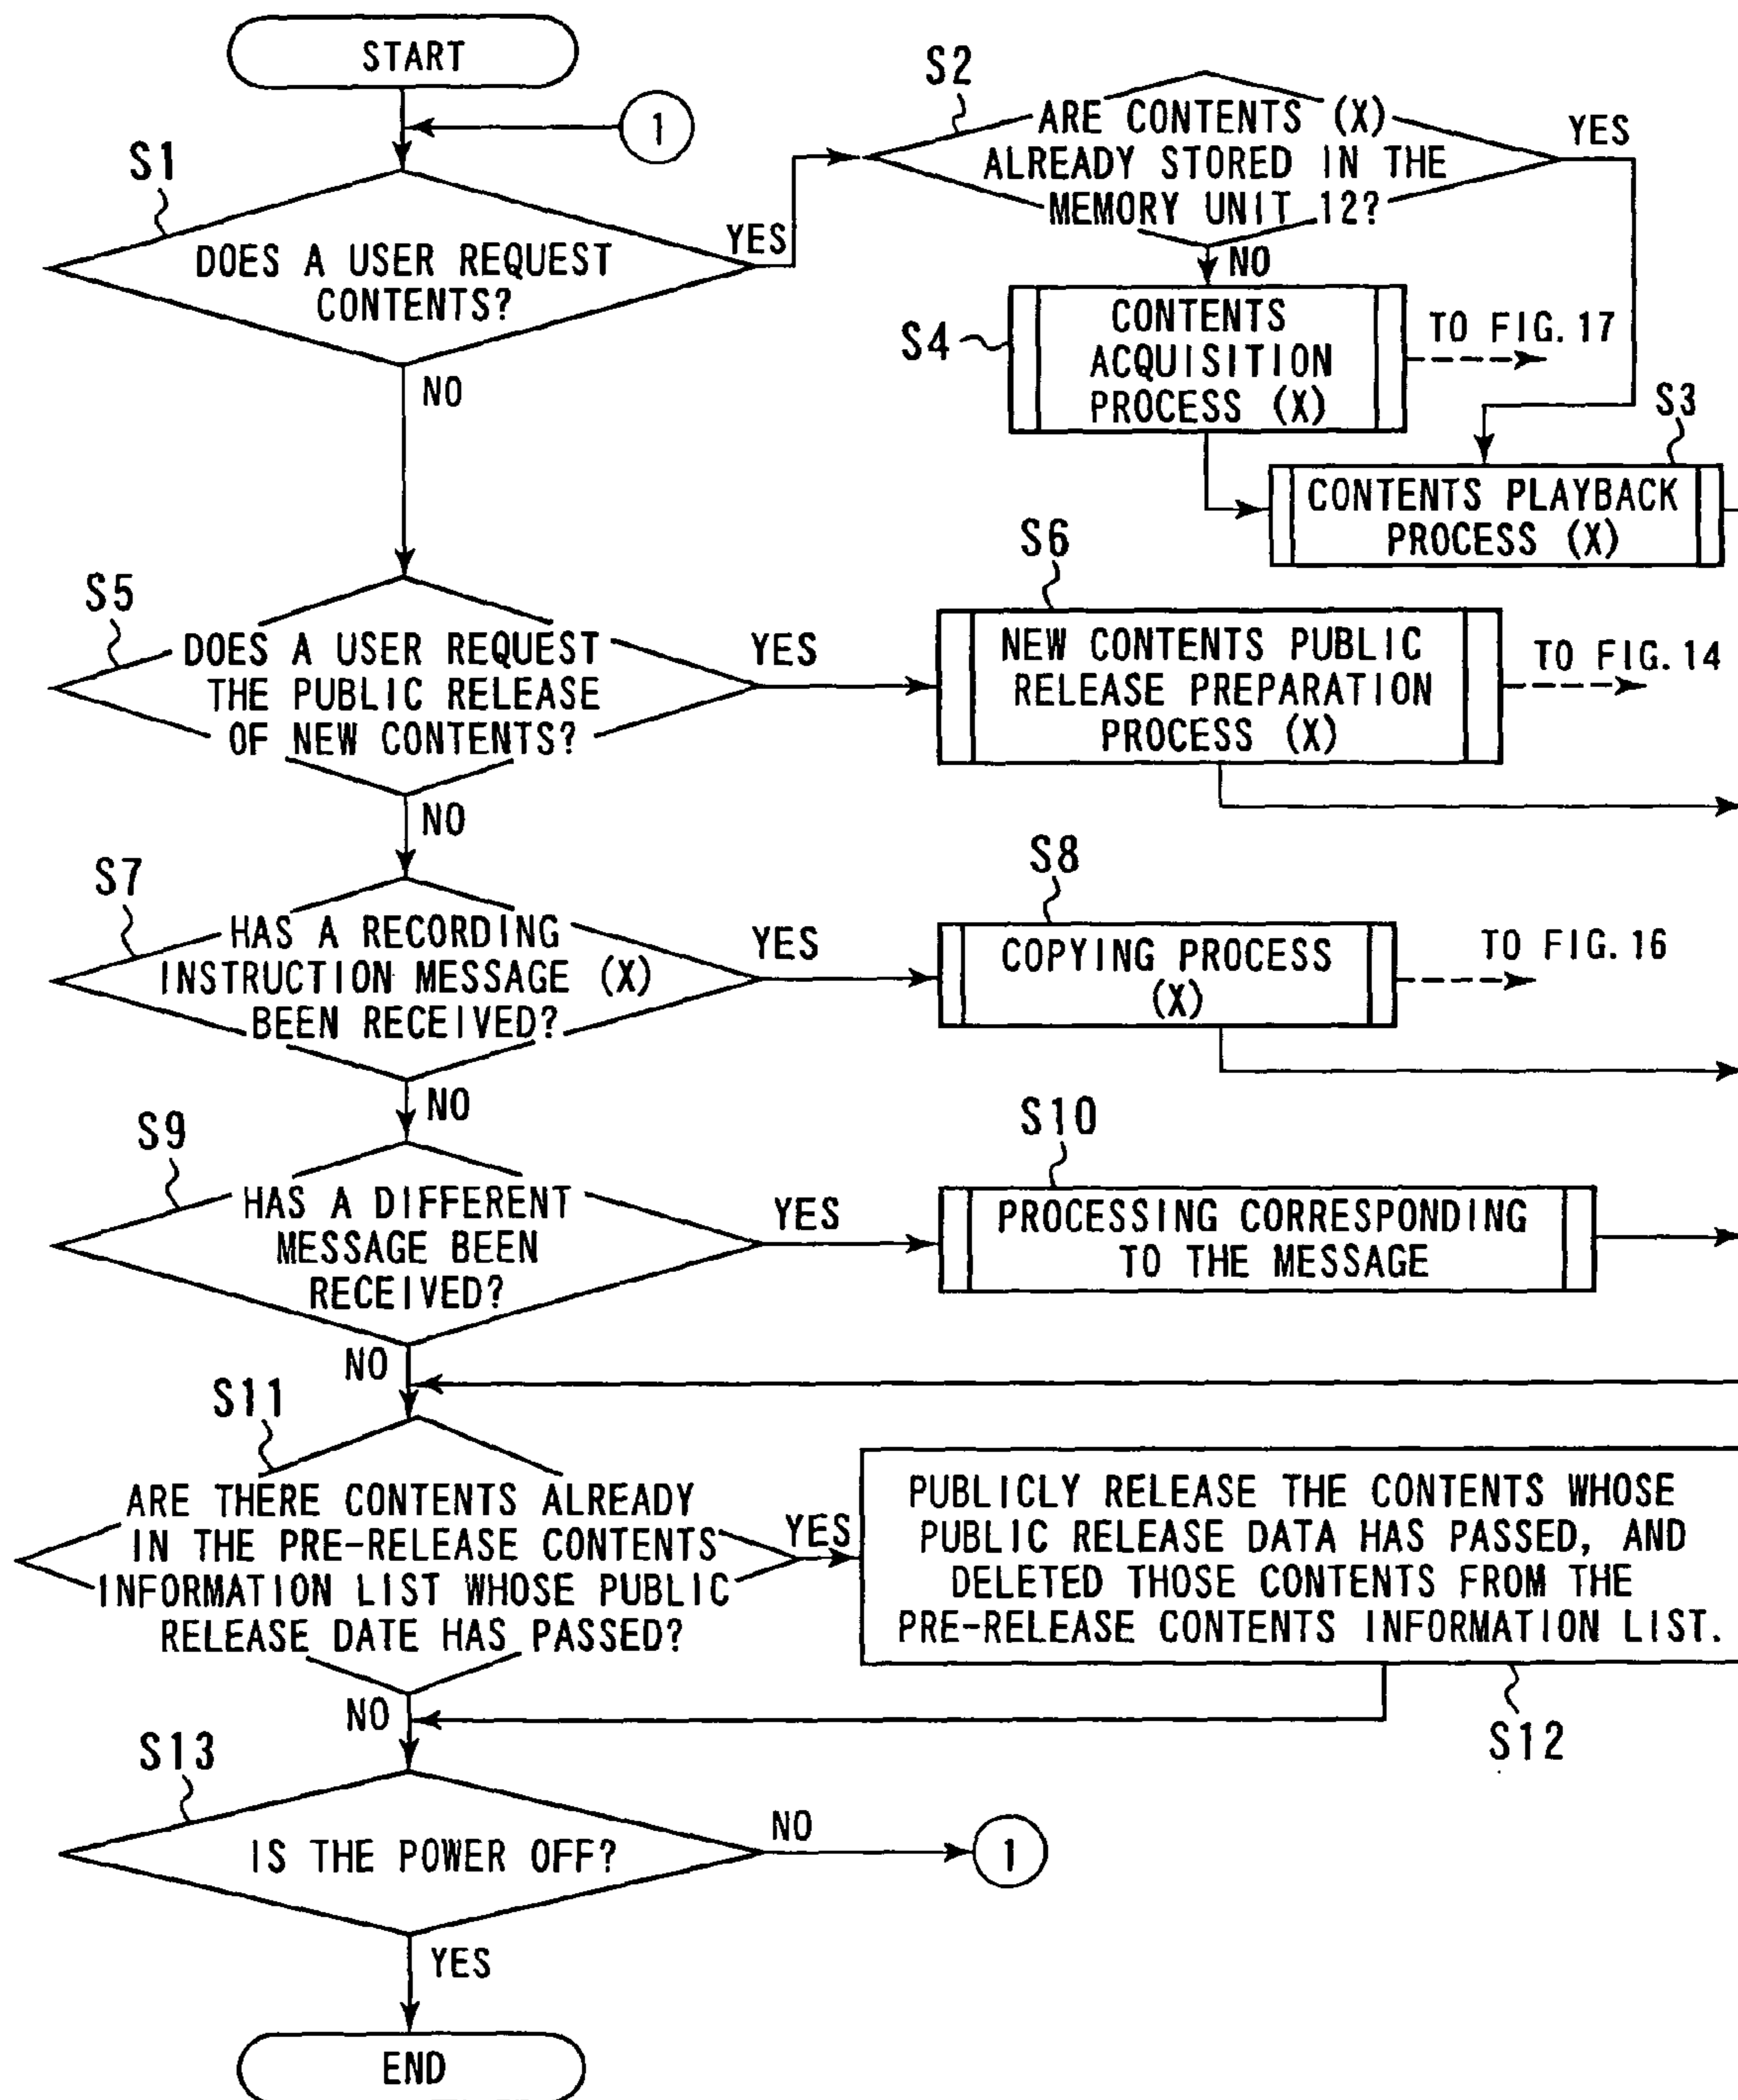 START
1
S1
DOES A USER REQUEST
CONTENTS?
YES
NO
S2
ARE CONTENTS (X)
ALREADY STORED IN THE
MEMORY UNIT 12?
YES
NO
S4
CONTENTS
ACQUISITION
PROCESS (X)
TO FIG. 17
S3
CONTENTS PLAYBACK
PROCESS (X)
S5
DOES A USER REQUEST
THE PUBLIC RELEASE
OF NEW CONTENTS?
YES
NO
S6
NEW CONTENTS PUBLIC
RELEASE PREPARATION
PROCESS (X)
TO FIG. 14
S7
HAS A RECORDING
INSTRUCTION MESSAGE (X)
BEEN RECEIVED?
YES
NO
S8
COPYING PROCESS
(X)
TO FIG. 16
S9
HAS A DIFFERENT
MESSAGE BEEN
RECEIVED?
YES
NO
S10
PROCESSING CORRESPONDING
TO THE MESSAGE
S11
ARE THERE CONTENTS ALREADY
IN THE PRE-RELEASE CONTENTS
INFORMATION LIST WHOSE PUBLIC
RELEASE DATE HAS PASSED?
YES
NO
PUBLICLY RELEASE THE CONTENTS WHOSE
PUBLIC RELEASE DATA HAS PASSED, AND
DELETED THOSE CONTENTS FROM THE
PRE-RELEASE CONTENTS INFORMATION LIST.
S12
S13
IS THE POWER OFF?
NO
1
YES
END